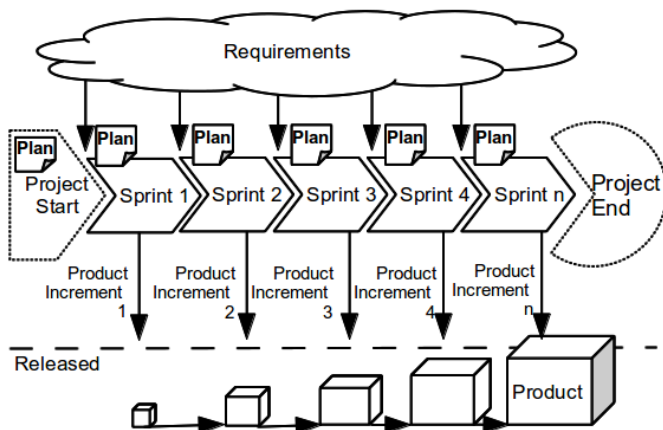 Requirements
Plan
Plan
Plan
Plan
Plan
Plan
Project
Start
Sprint 1
Sprint 2
Sprint 3
Sprint 4
Sprint n
Project
End
Product
Increment
1
Product
Increment
2
Product
Increment
3
Product
Increment
4
Product
Increment
n
Released
Product